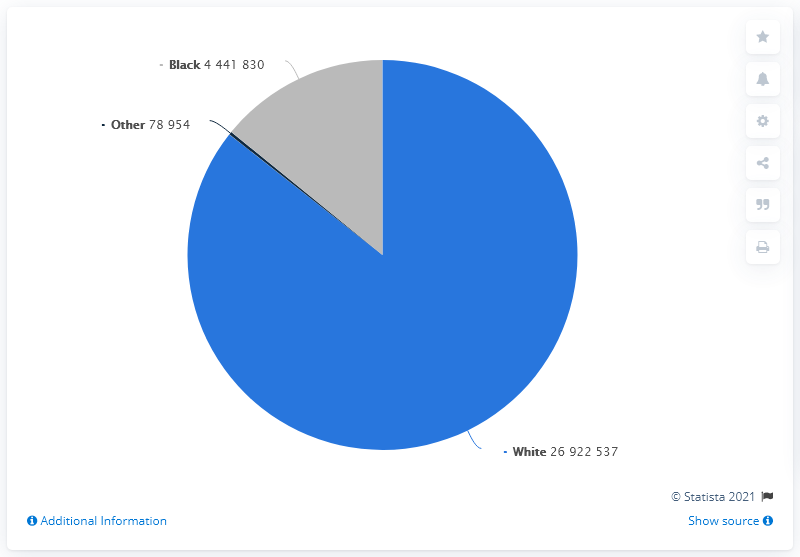 Black 4 441 830
Other 78 954
White 26 922 537
© Statista 2021
Additional Information
Show source